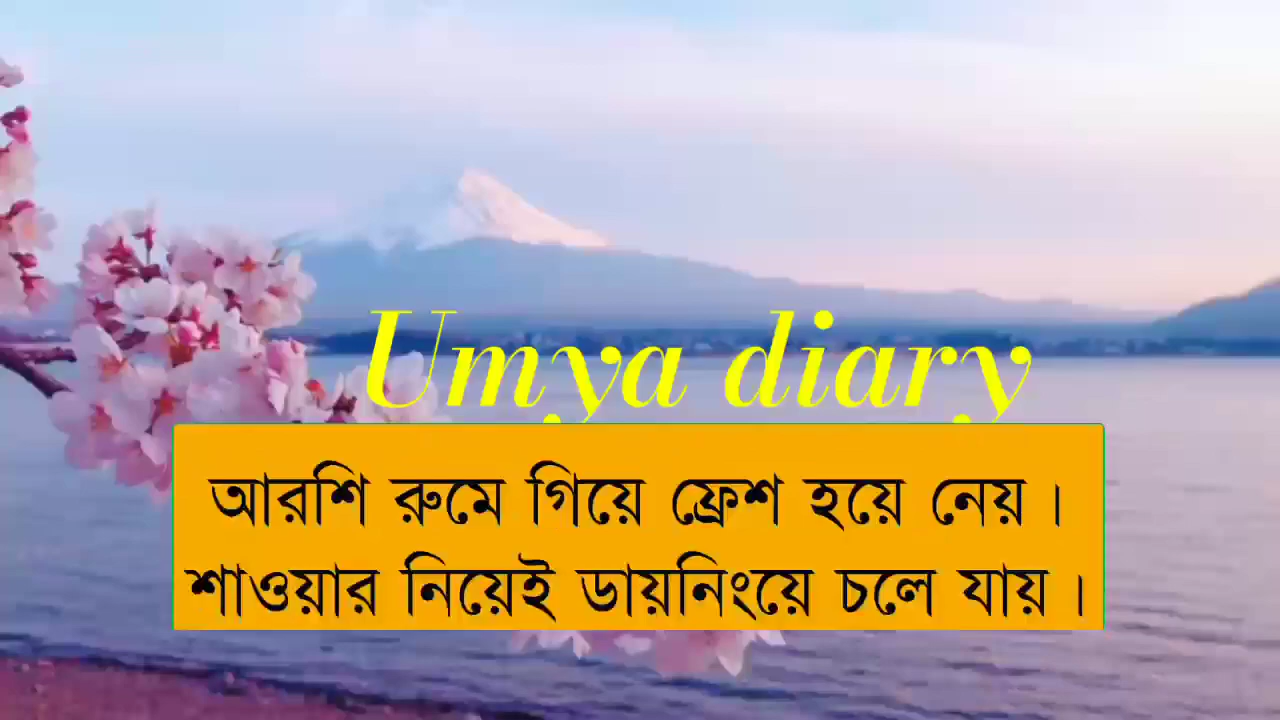 Umya diary
আরশি রুমে গিয়ে ফ্রেশ হয়ে নেয়।
শাওয়ার নিয়েই ডায়নিংয়ে চলে যায়।